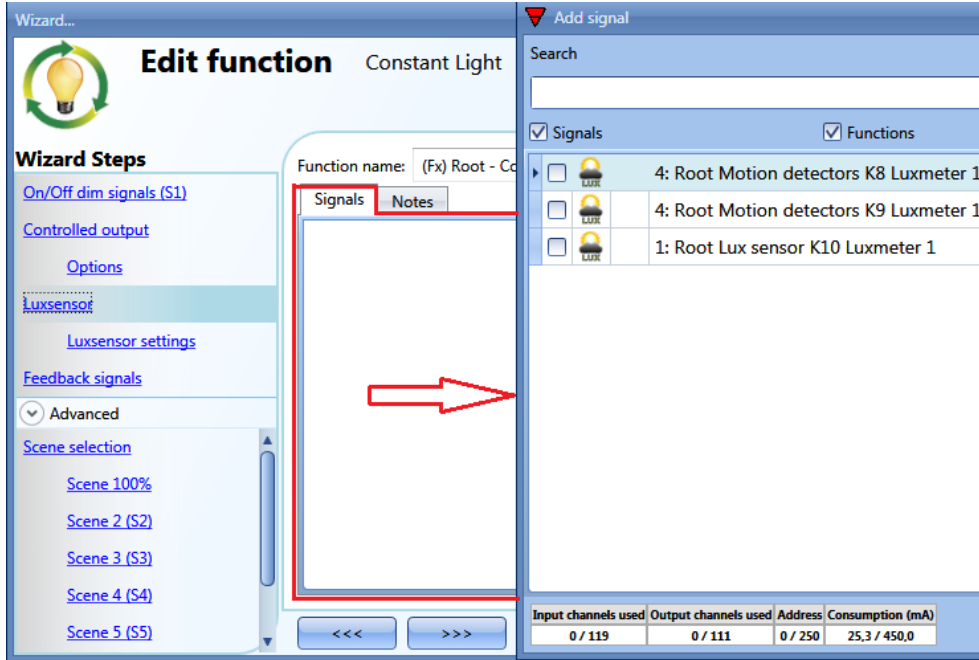 Wizard...
Edit function
Constant Light
Wizard Steps
On/Off dim signals (S1)
Controlled output
Options
Luxsensor
Luxsensor settings
Feedback signals
Advanced
Scene selection
Scene 100%
Scene 2 (S2)
Scene 3 (S3)
Scene 4 (S4)
Scene 5 (S5)
Function name: (Fx) Root - Co
Signals Notes
<<< >>>
Add signal
Search
Signals Functions
LUX 4: Root Motion detectors K8 Luxmeter 1
LUX 4: Root Motion detectors K9 Luxmeter 1
LUX 1: Root Lux sensor K10 Luxmeter 1
Input channels used Output channels used Address Consumption (mA)
0 / 119 0 / 111 0 / 250 25,3 / 450,0